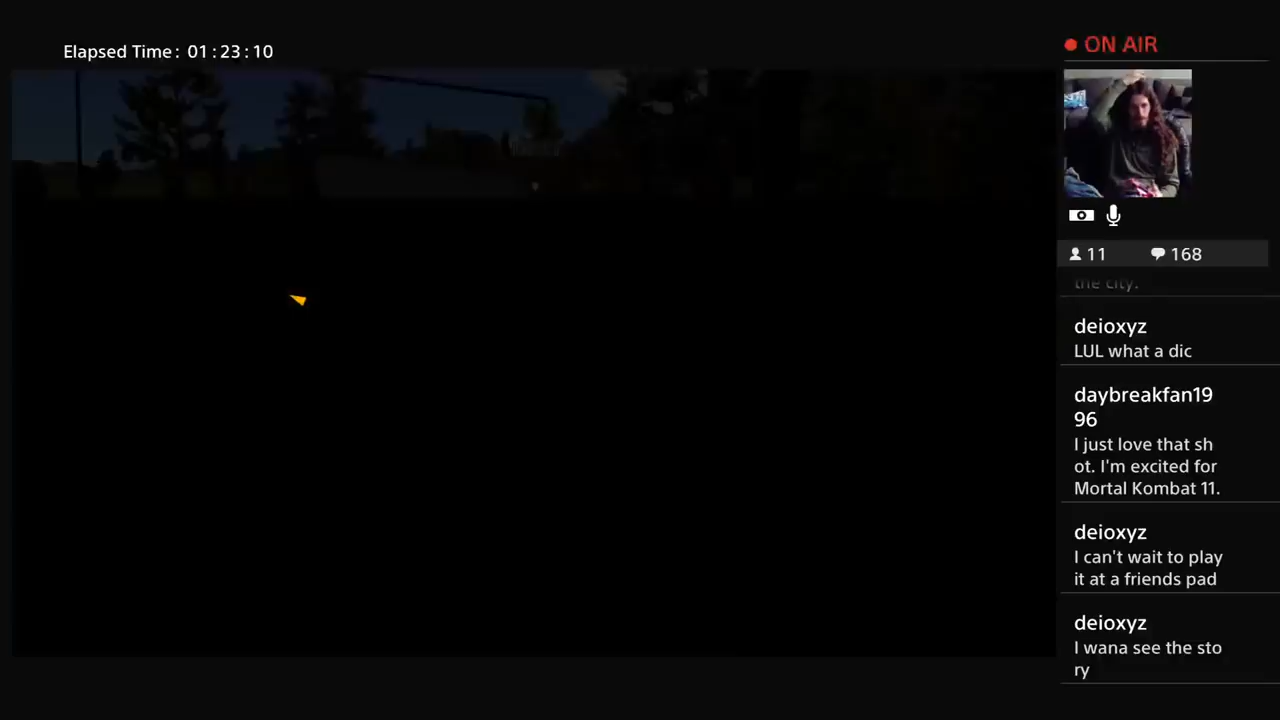 Elapsed Time: 01:23:10
ON AIR
11 168
the city.
deioxyz
LUL what a dic
daybreakfan19
96
I just love that sh
ot. I'm excited for
Mortal Kombat 11.
deioxyz
I can't wait to play
it at a friends pad
deioxyz
I wana see the sto
ry